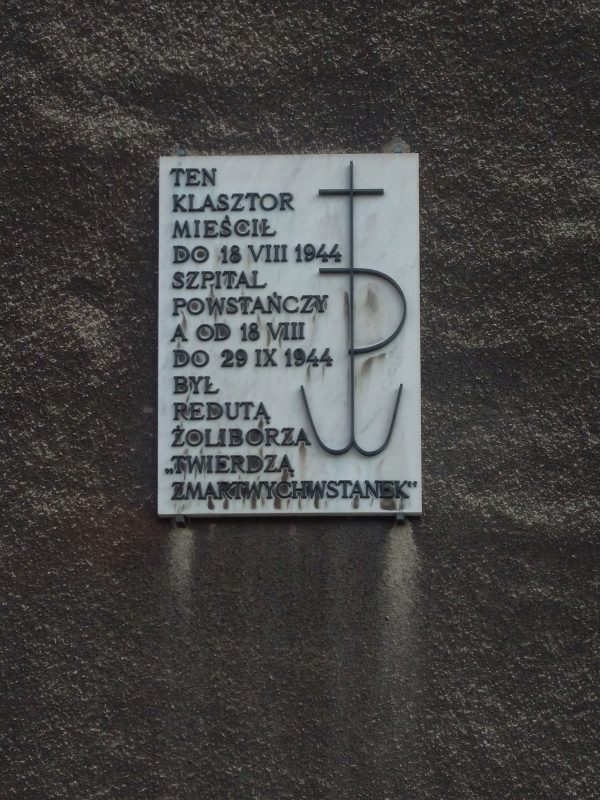 TEN
KLASZTOR
MIEŚCIŁ
DO 18 VIII 1944
SZPITAL
POWSTAŃCZY
A OD 18 VIII
DO 29 IX 1944
BYŁ
REDUTĄ
ŻOLIBORZA
„TWIERDZĄ
ZMARTWYCHWSTANEK”